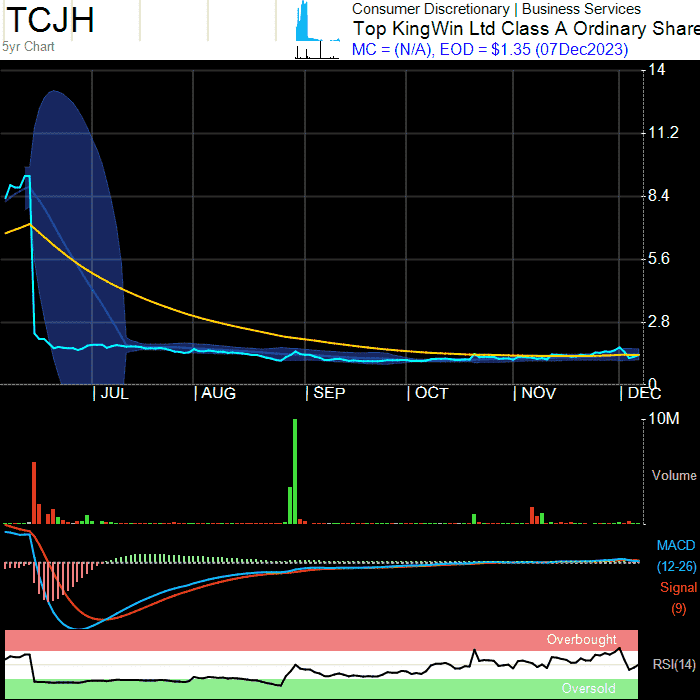 TCJH
5yr Chart
Consumer Discretionary | Business Services
Top KingWin Ltd Class A Ordinary Share
MC = (N/A), EOD = $1.35 (07Dec2023)
14
11.2
8.4
5.6
2.8
0
JUL AUG SEP OCT NOV DEC
10M
Volume
MACD
(12-26)
Signal
(9)
Overbought
RSI(14)
Oversold